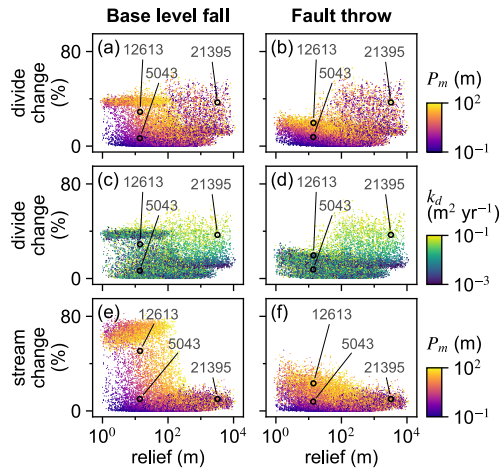 Base level fall
Fault throw
(a)
12613
21395
5043
(b)
12613
21395
5043
divide
change
(%)
80
0
P_m (m)
10^2
10^−1
(c)
12613
21395
5043
(d)
12613
21395
5043
divide
change
(%)
80
0
k_d
(m^2 yr^−1)
10^−1
10^−3
(e)
12613
5043
21395
(f)
12613
5043
21395
stream
change
(%)
80
0
P_m (m)
10^2
10^−1
10^0
10^2
10^4
10^0
10^2
10^4
relief (m)
relief (m)